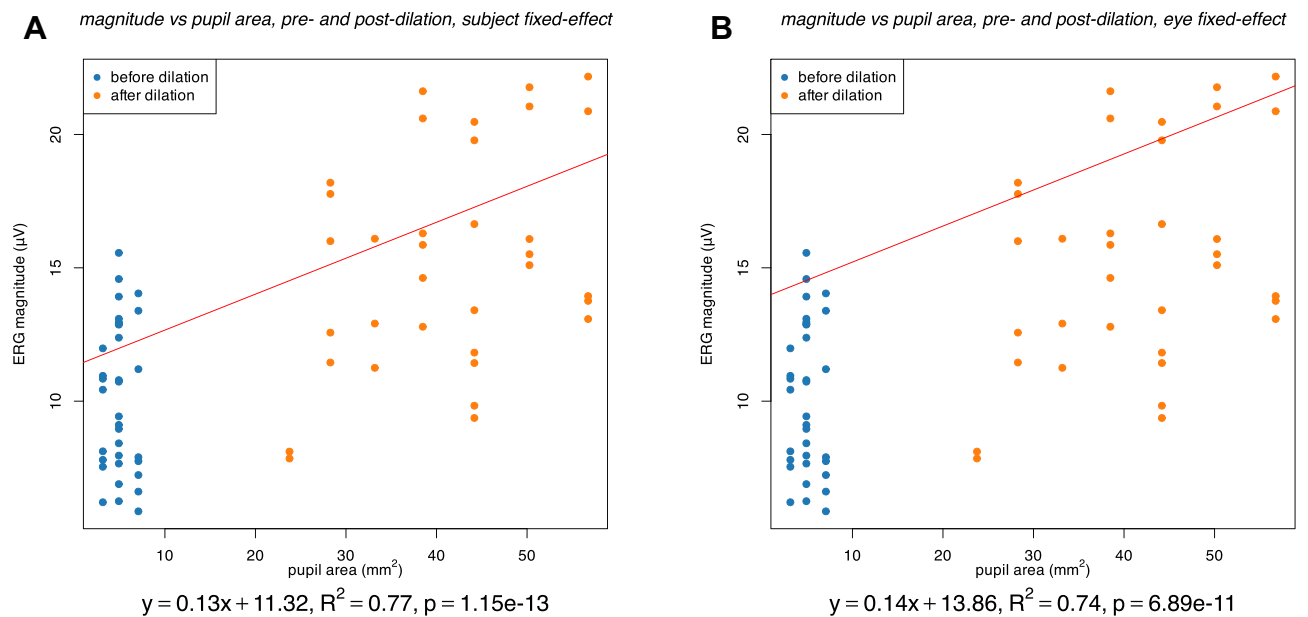 A
magnitude vs pupil area, pre- and post-dilation, subject fixed-effect
before dilation
after dilation
ERG magnitude (µV)
20
15
10
10 20 30 40 50
pupil area (mm²)
y = 0.13x + 11.32, R² = 0.77, p = 1.15e-13
B
magnitude vs pupil area, pre- and post-dilation, eye fixed-effect
before dilation
after dilation
ERG magnitude (µV)
20
15
10
10 20 30 40 50
pupil area (mm²)
y = 0.14x + 13.86, R² = 0.74, p = 6.89e-11